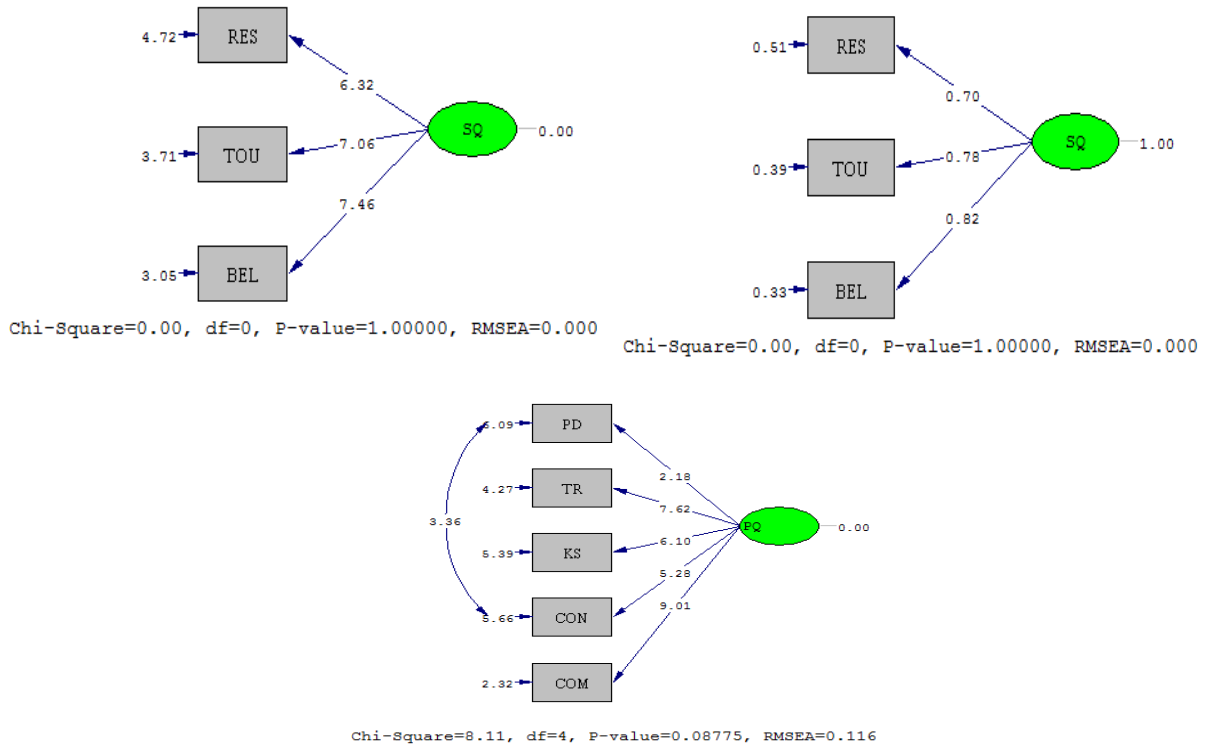 4.72
RES
6.32
3.71
TOU
7.06
SQ
0.00
7.46
3.05
BEL
Chi-Square=0.00, df=0, P-value=1.00000, RMSEA=0.000
0.51
RES
0.70
0.39
TOU
0.78
SQ
1.00
0.82
0.33
BEL
Chi-Square=0.00, df=0, P-value=1.00000, RMSEA=0.000
PD
2.18
4.27
TR
7.62
3.36
PQ
0.00
6.10
5.39
KS
5.28
9.01
5.66
CON
2.32
COM
Chi-Square=8.11, df=4, P-value=0.08775, RMSEA=0.116